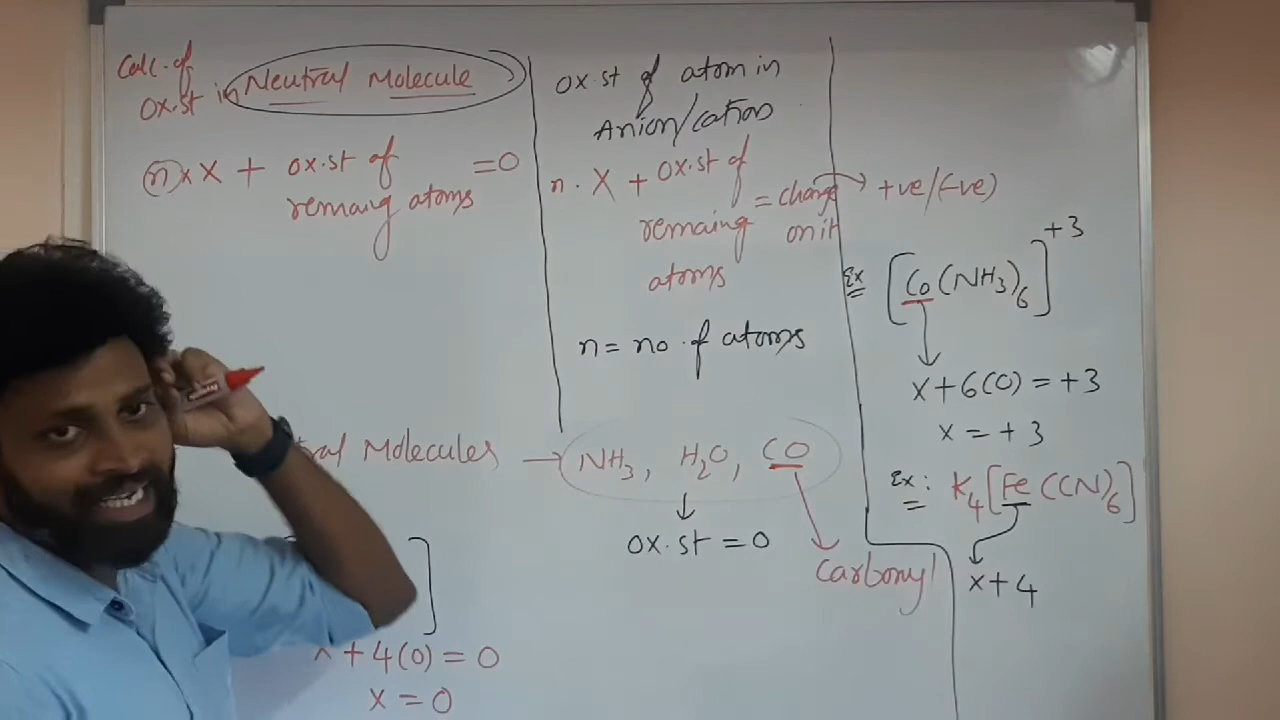 Calc. of
ox.st in Neutral Molecule
n x X + ox.st of = 0
remaing atoms
ox.st of atom in
Anion/cation
n. X + ox.st of
remaing = charge on it → +ve/(-ve)
atoms
n = no. of atoms
Molecules → NH3, H2O, CO
ox.st = 0
Carbonyl
x + 4(0) = 0
x = 0
Ex [Co(NH3)6]+3
x + 6(0) = +3
x = +3
Ex: K4[Fe(CN)6]
x + 4